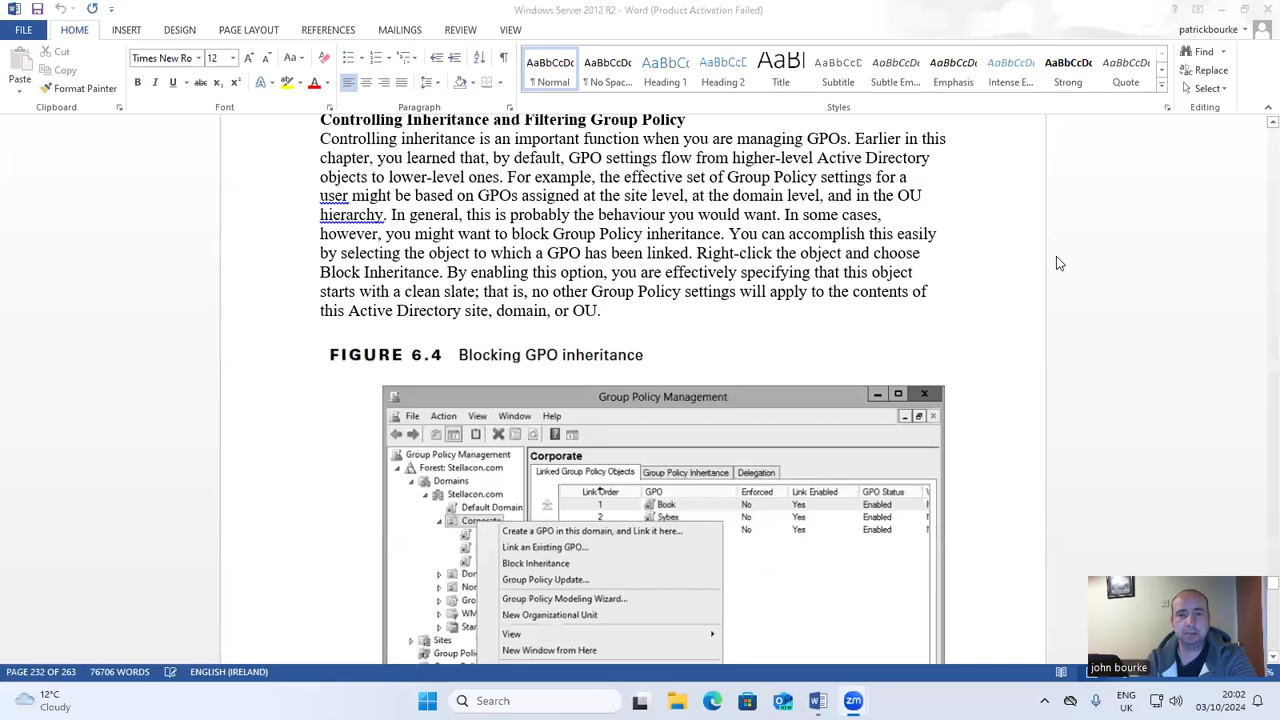 Windows Server 2012 R2 - Word (Product Activation Failed)
FILE HOME INSERT DESIGN PAGE LAYOUT REFERENCES MAILINGS REVIEW VIEW patrickbourke
Paste Cut Copy Format Painter
Times New Ro 12
AaBbCcDc AaBbCcDc AaBbCc AaBbCc AaBl AaBbCcDc AaBbCcDc AaBbCcDc AaBbCcDc AaBbCcDc AaBbCcDc
¶ Normal ¶ No Spac... Heading 1 Heading 2 Title Subtitle Subtle Em... Emphasis Intense E... Strong Quote
Find Replace Select
Clipboard Font Paragraph Styles Editing
Controlling Inheritance and Filtering Group Policy
Controlling inheritance is an important function when you are managing GPOs. Earlier in this
chapter, you learned that, by default, GPO settings flow from higher-level Active Directory
objects to lower-level ones. For example, the effective set of Group Policy settings for a
user might be based on GPOs assigned at the site level, at the domain level, and in the OU
hierarchy. In general, this is probably the behaviour you would want. In some cases,
however, you might want to block Group Policy inheritance. You can accomplish this easily
by selecting the object to which a GPO has been linked. Right-click the object and choose
Block Inheritance. By enabling this option, you are effectively specifying that this object
starts with a clean slate; that is, no other Group Policy settings will apply to the contents of
this Active Directory site, domain, or OU.
FIGURE 6.4 Blocking GPO inheritance
Group Policy Management
File Action View Window Help
Group Policy Management
Forest: Stellacon.com
Domains
Stellacon.com
Default Domain
Corporate
Sites
Group Poli
Corporate
Linked Group Policy Objects Group Policy Inheritance Delegation
Link Order GPO Enforced Link Enabled GPO Status
1 Book No Yes Enabled
2 Sybex No Yes Enabled
No Yes Enabled
Create a GPO in this domain, and Link it here...
Link an Existing GPO...
Block Inheritance
Group Policy Update...
Group Policy Modeling Wizard...
New Organizational Unit
View
New Window from Here
john bourke
PAGE 232 OF 263 76706 WORDS ENGLISH (IRELAND)
12°C
Cloudy
Search
ENG
UK
20:02
03/10/2024